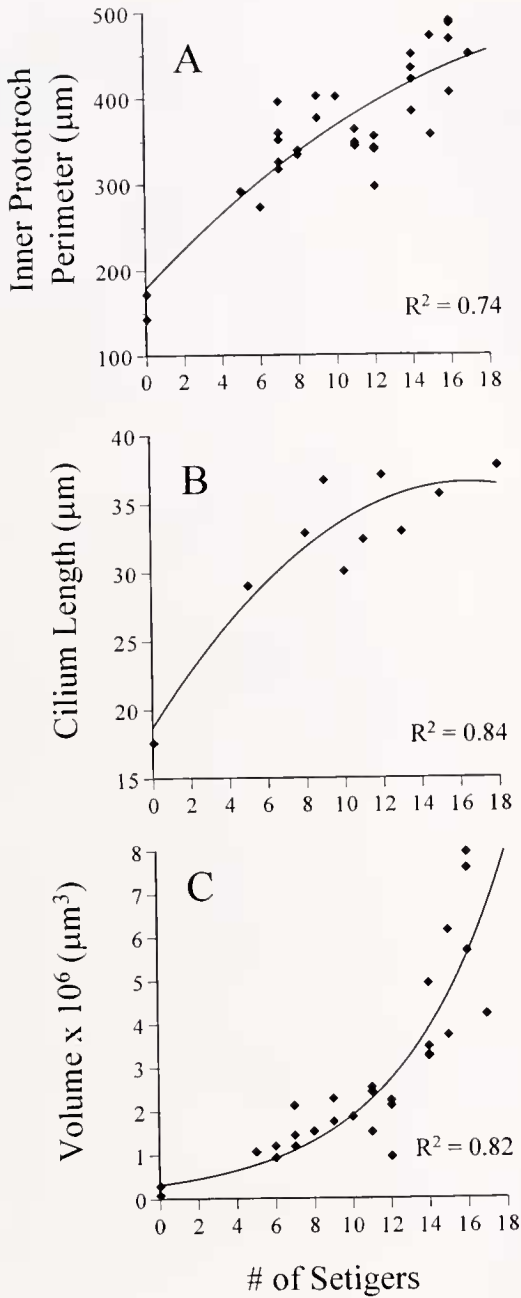 500
A
400
300
200
100
Inner Prototroch
Perimeter (μm)
R² = 0.74
0 2 4 6 8 10 12 14 16 18
40
B
35
30
25
20
15
Cilium Length (μm)
R² = 0.84
0 2 4 6 8 10 12 14 16 18
8
C
7
6
5
4
3
2
1
0
Volume x 10⁶ (μm³)
R² = 0.82
0 2 4 6 8 10 12 14 16 18
# of Setigers